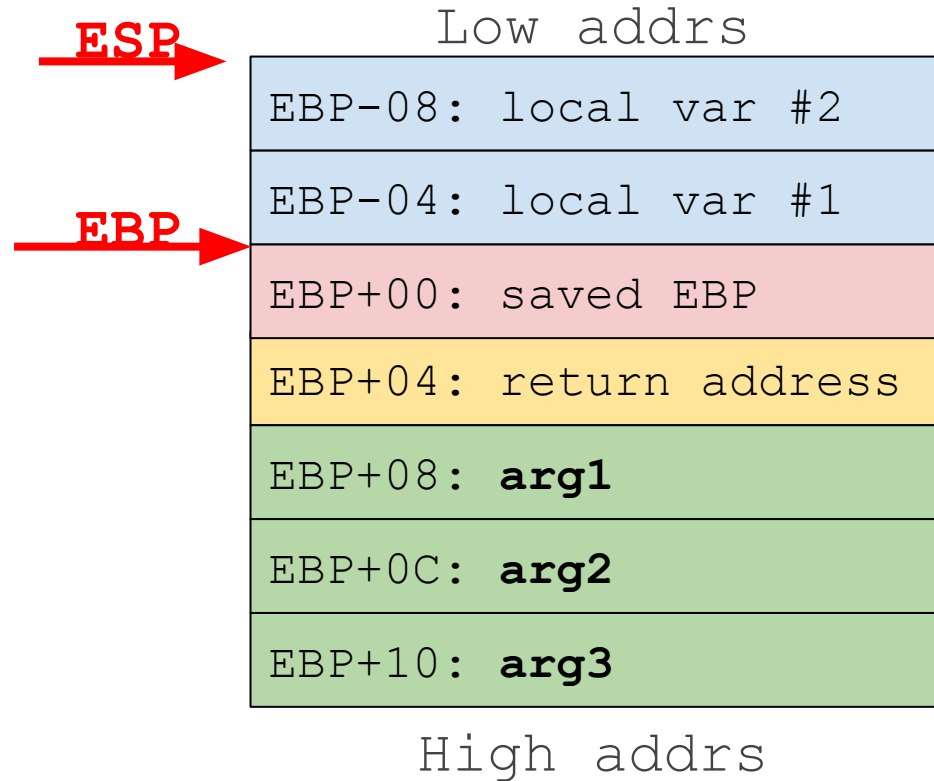 Low addrs
ESP
EBP-08: local var #2
EBP-04: local var #1
EBP
EBP+00: saved EBP
EBP+04: return address
EBP+08: arg1
EBP+0C: arg2
EBP+10: arg3
High addrs